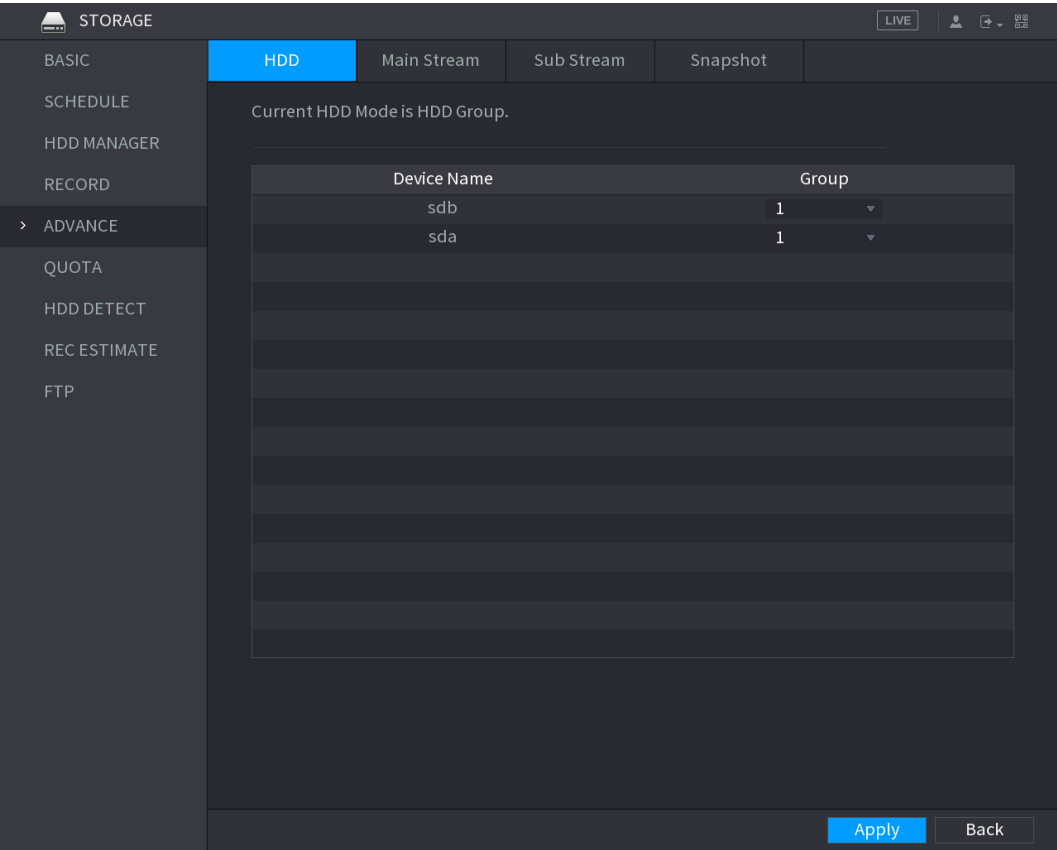 STORAGE
LIVE
BASIC
SCHEDULE
HDD MANAGER
RECORD
ADVANCE
QUOTA
HDD DETECT
REC ESTIMATE
FTP
HDD Main Stream Sub Stream Snapshot
Current HDD Mode is HDD Group.
Device Name Group
sdb 1
sda 1
Apply Back